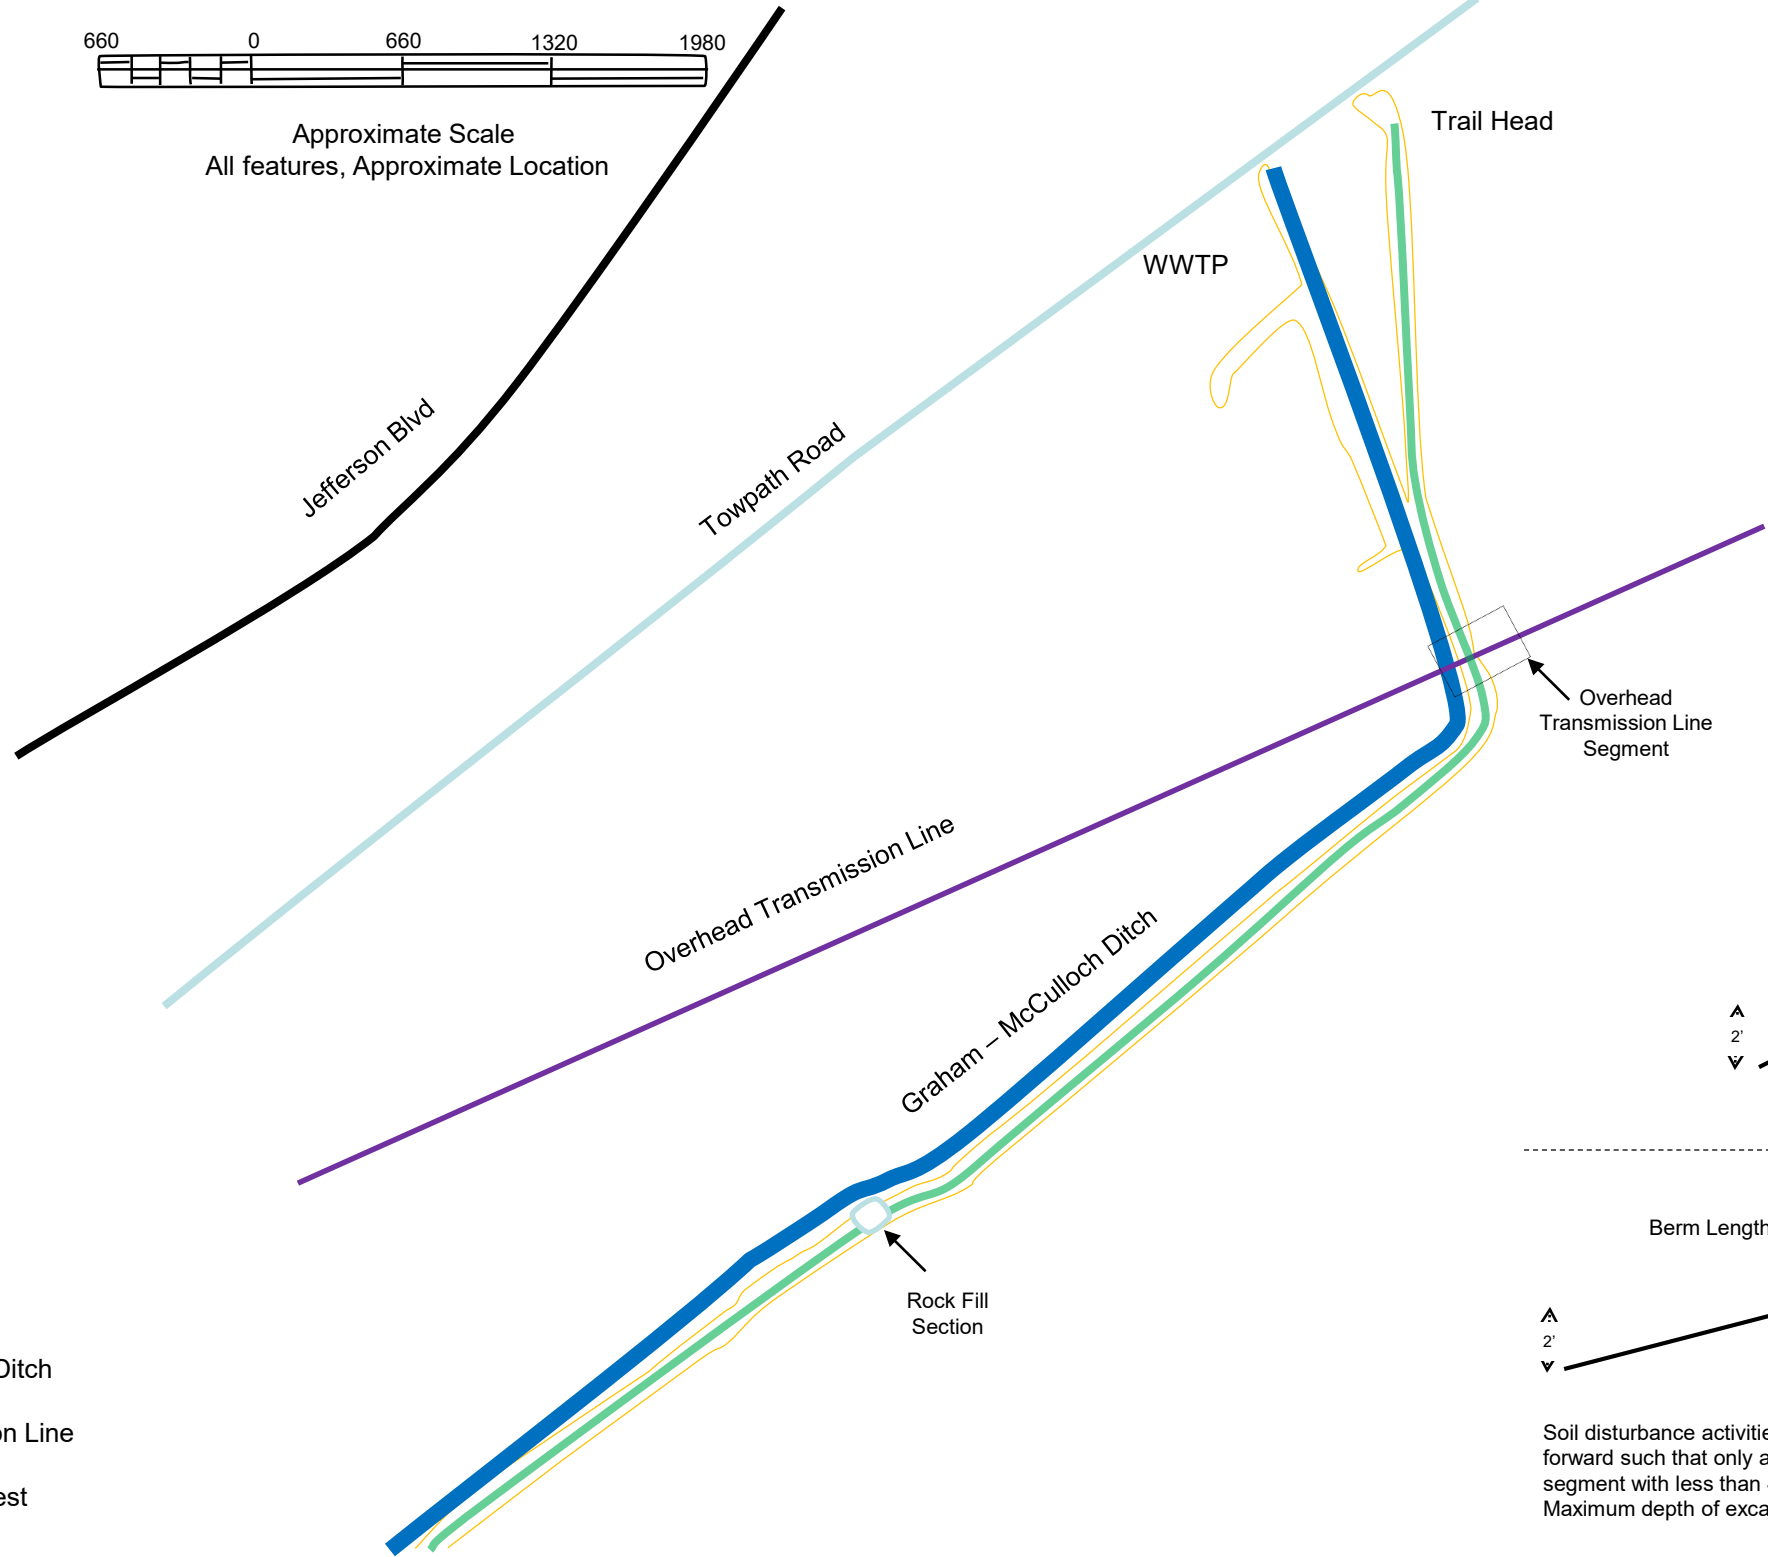 660 0 660 1320 1980
Approximate Scale
All features, Approximate Location
Trail Head
WWTP
Jefferson Blvd
Towpath Road
Overhead
Transmission Line
Segment
Overhead Transmission Line
Graham – McCulloch Ditch
2'
Berm Length
Rock Fill
Section
2'
Ditch
on Line
est
Soil disturbance activitie
forward such that only a
segment with less than
Maximum depth of exca